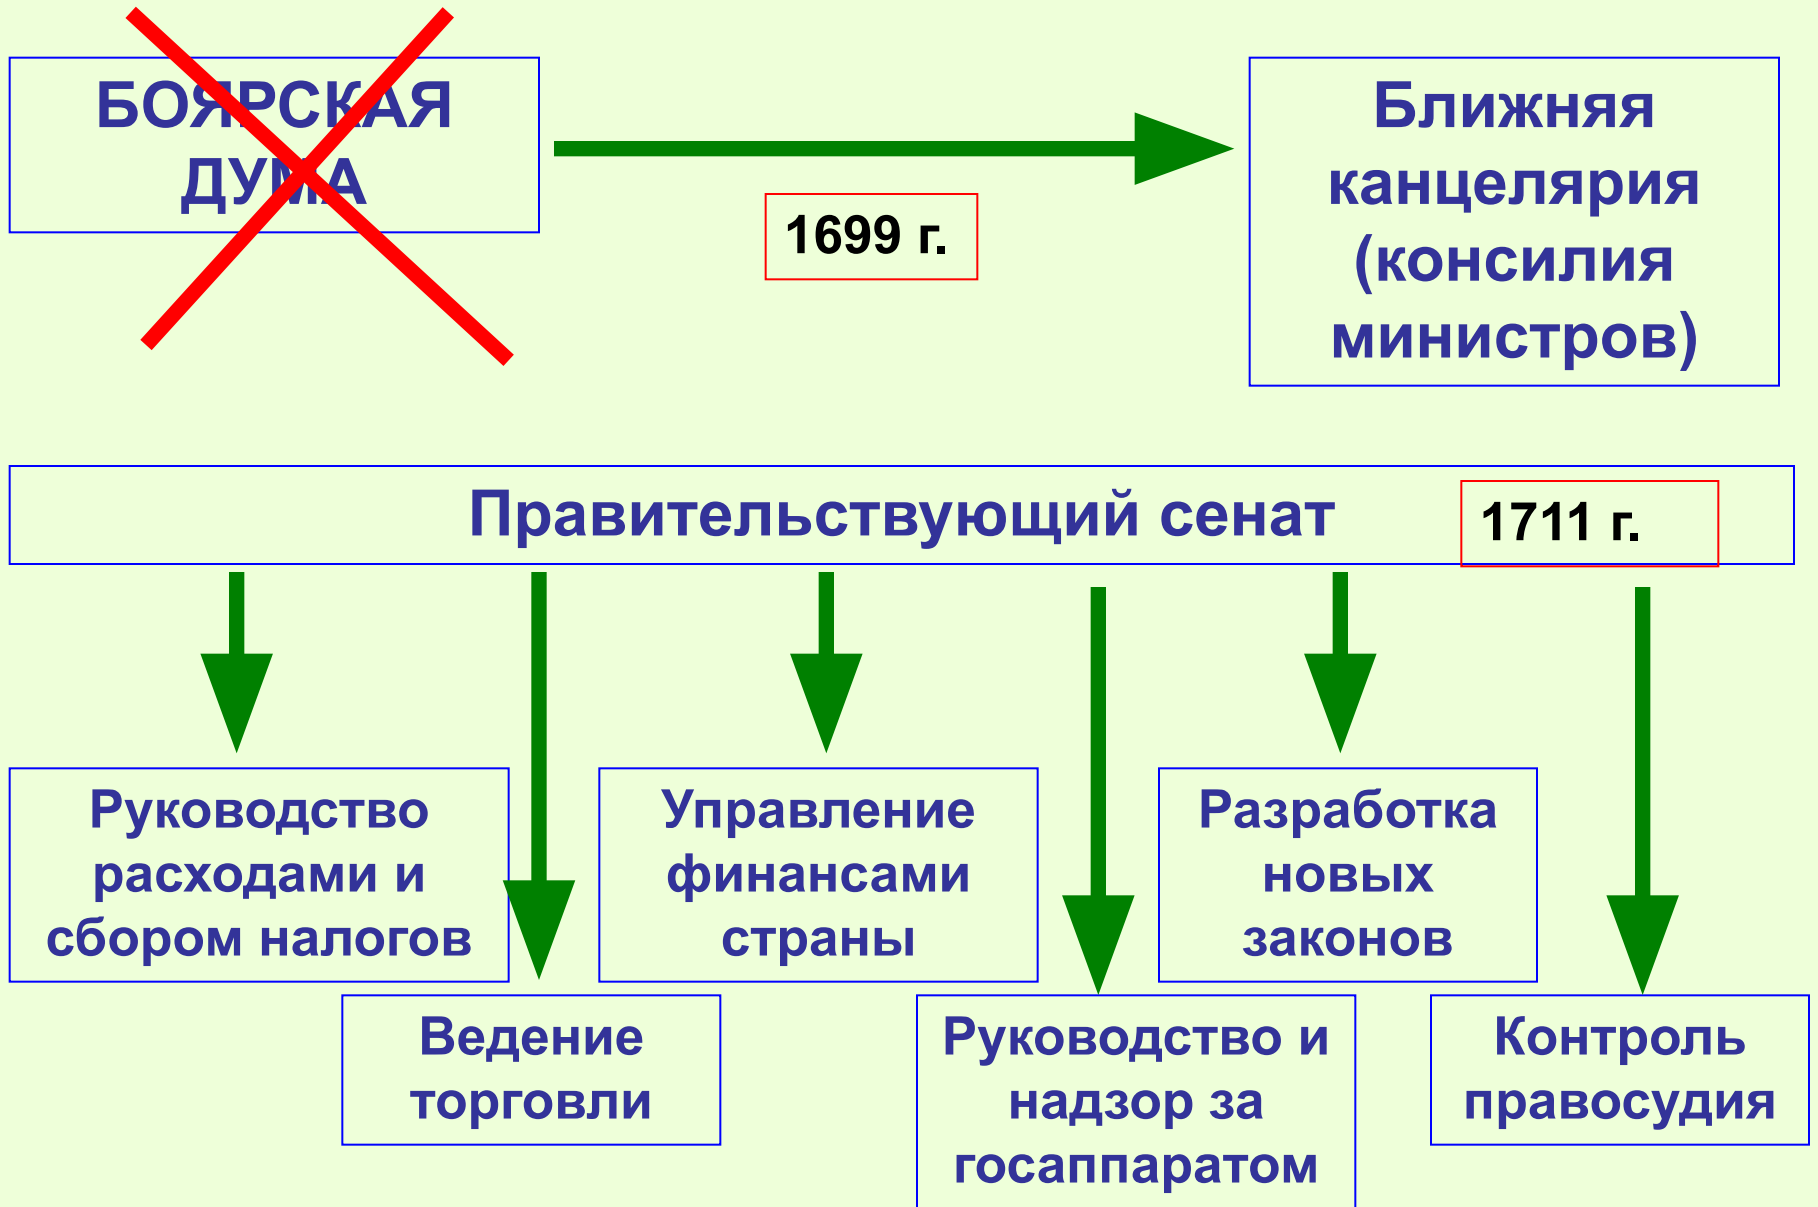 БОЯРСКАЯ
ДУМА
1699 г.
Ближняя
канцелярия
(консилия
министров)
Правительствующий сенат
1711 г.
Руководство
расходами и
сбором налогов
Ведение
торговли
Управление
финансами
страны
Руководство и
надзор за
госаппаратом
Разработка
новых
законов
Контроль
правосудия